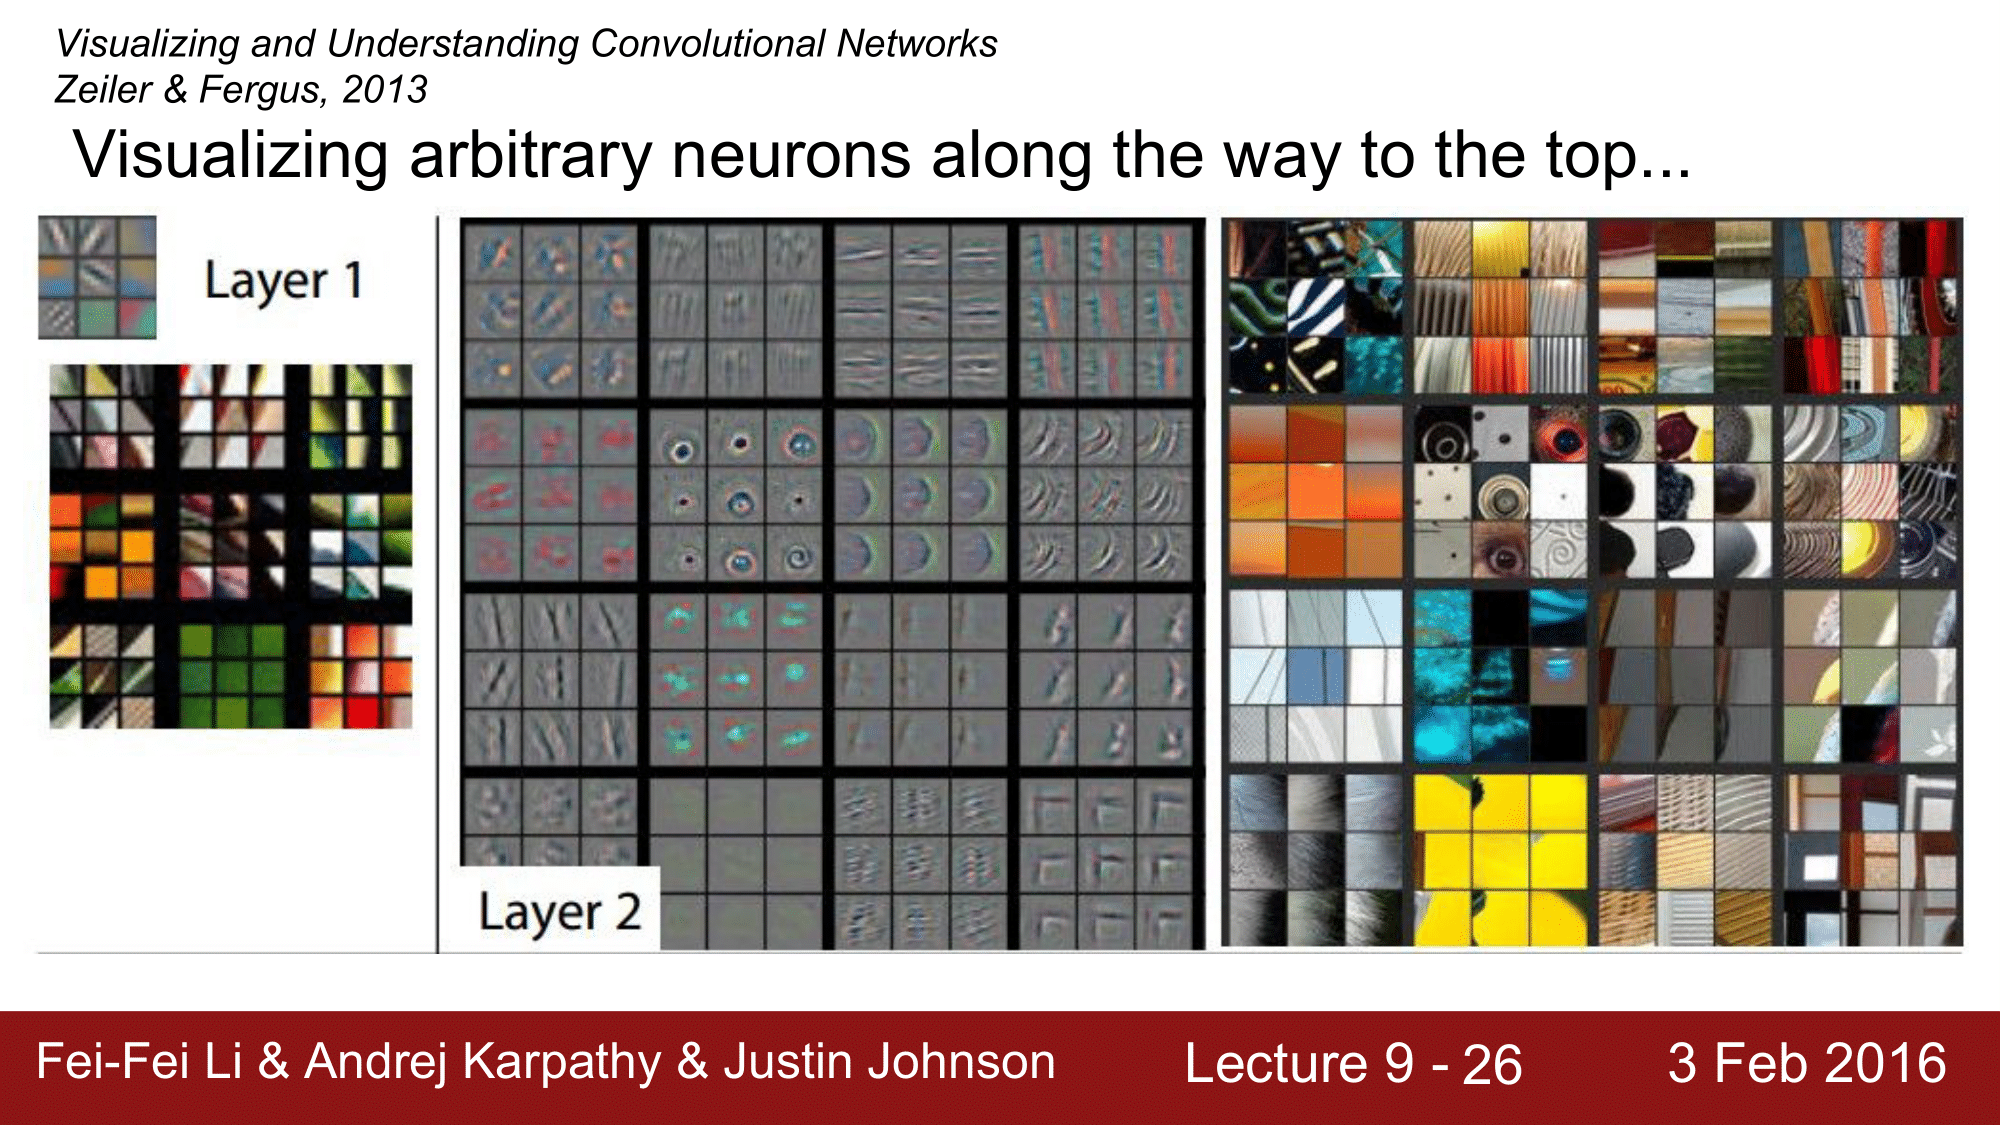 Visualizing and Understanding Convolutional Networks
Zeiler & Fergus, 2013
Visualizing arbitrary neurons along the way to the top...
Layer 1
Layer 2
Fei-Fei Li & Andrej Karpathy & Justin Johnson
Lecture 9 - 26
3 Feb 2016